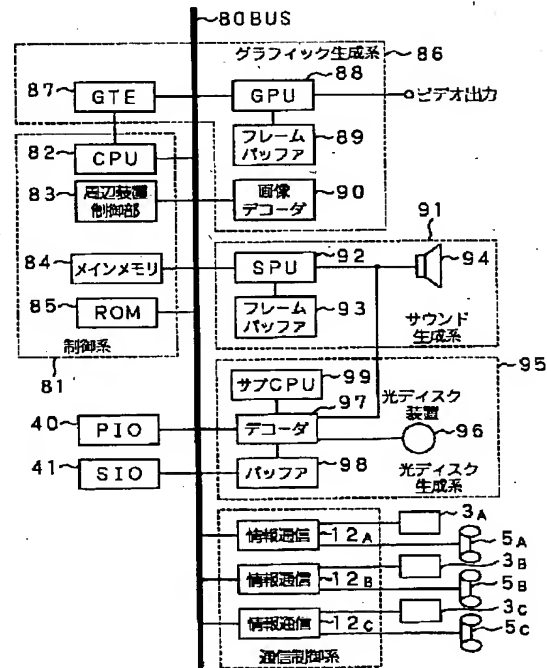 80BUS
グラフィック生成系
86
87
GTE
88
GPU
ビデオ出力
82
CPU
フレーム
バッファ
89
83
周辺装置
制御部
画像
デコーダ
90
91
84
メインメモリ
92
SPU
94
85
ROM
フレーム
バッファ
93
サウンド
生成系
制御系
81
95
サブCPU
99
97
光ディスク
装置
40
PIO
デコーダ
96
41
SIO
バッファ
98
光ディスク
生成系
3A
情報通信
12A
5A
3B
情報通信
12B
5B
3C
情報通信
12C
5C
通信制御系